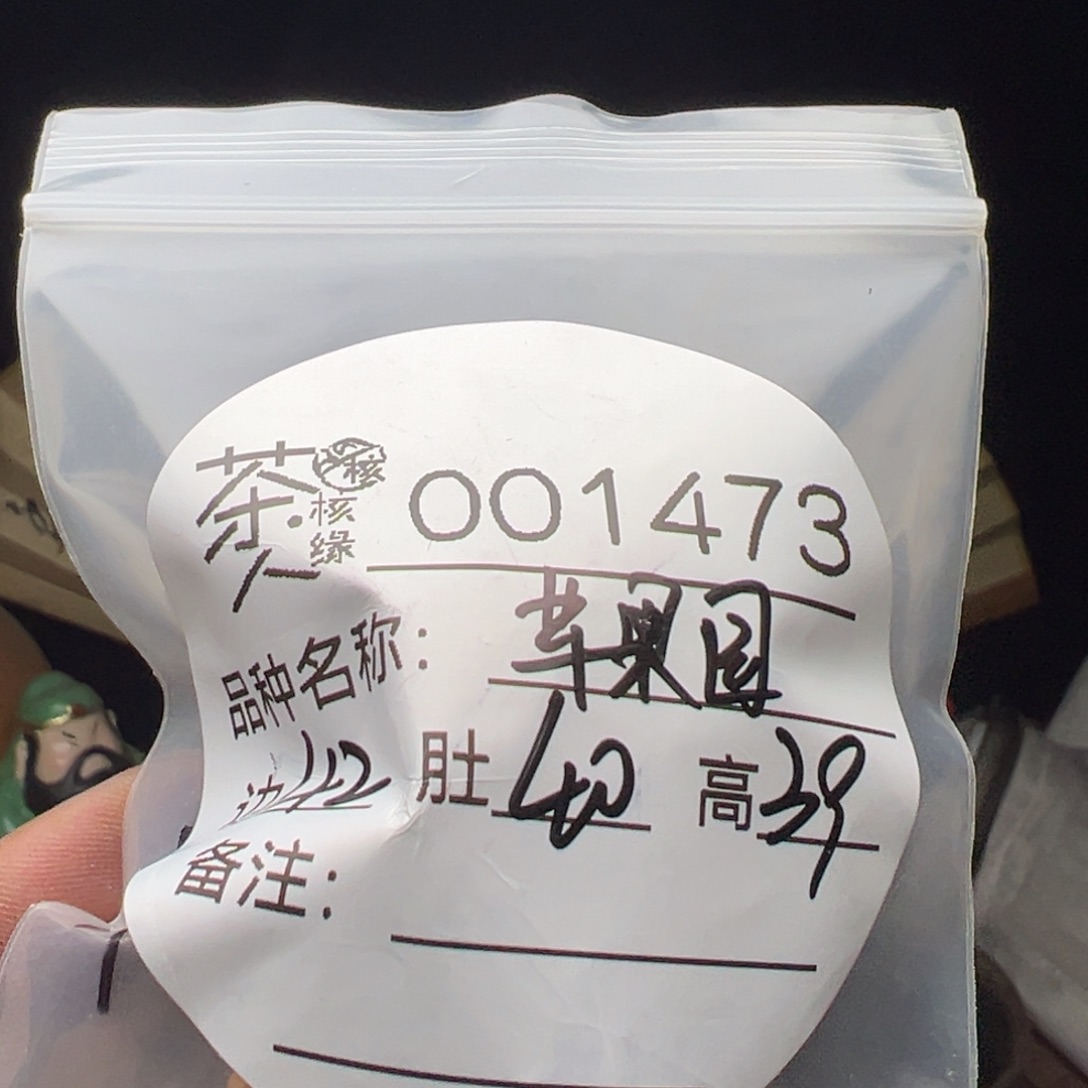 茶人 核缘 001473
品种名称：苹果园
边42 肚40 高39
备注：